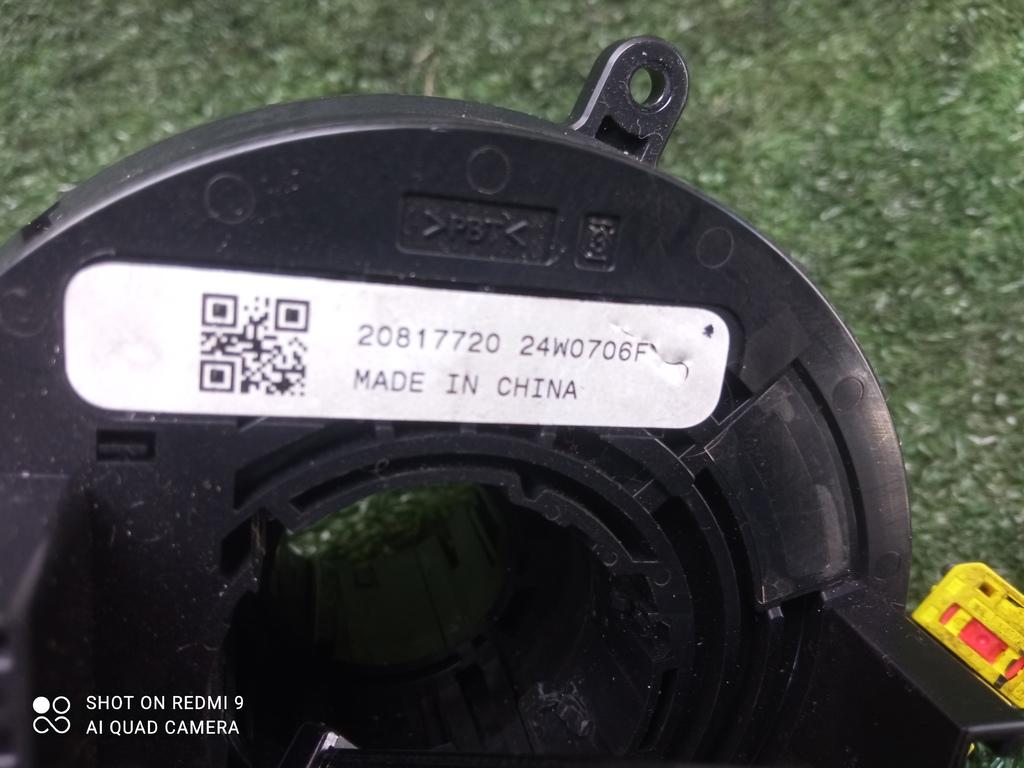 >PBT<
20817720 24W0706F
MADE IN CHINA
SHOT ON REDMI 9
AI QUAD CAMERA